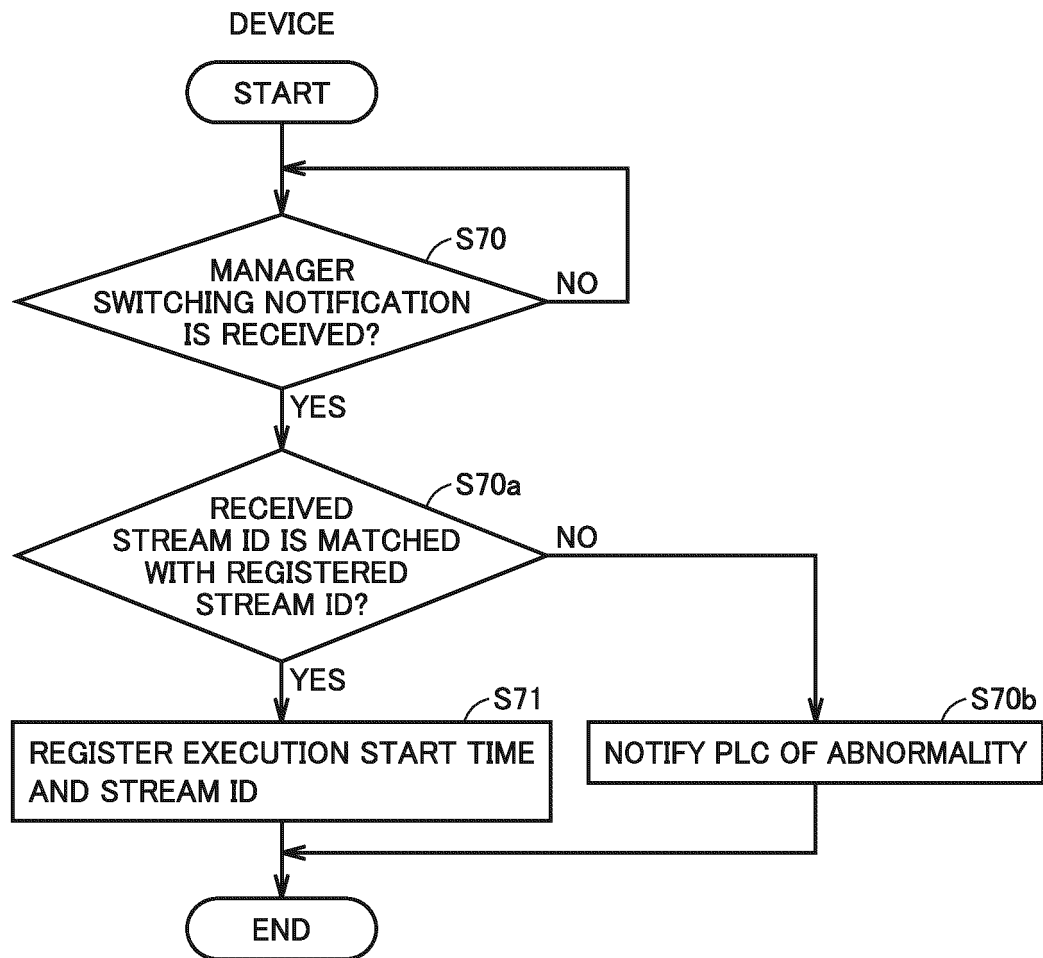 DEVICE
START
S70
MANAGER
SWITCHING NOTIFICATION
IS RECEIVED?
NO
YES
S70a
RECEIVED
STREAM ID IS MATCHED
WITH REGISTERED
STREAM ID?
NO
YES
S71
REGISTER EXECUTION START TIME
AND STREAM ID
S70b
NOTIFY PLC OF ABNORMALITY
END